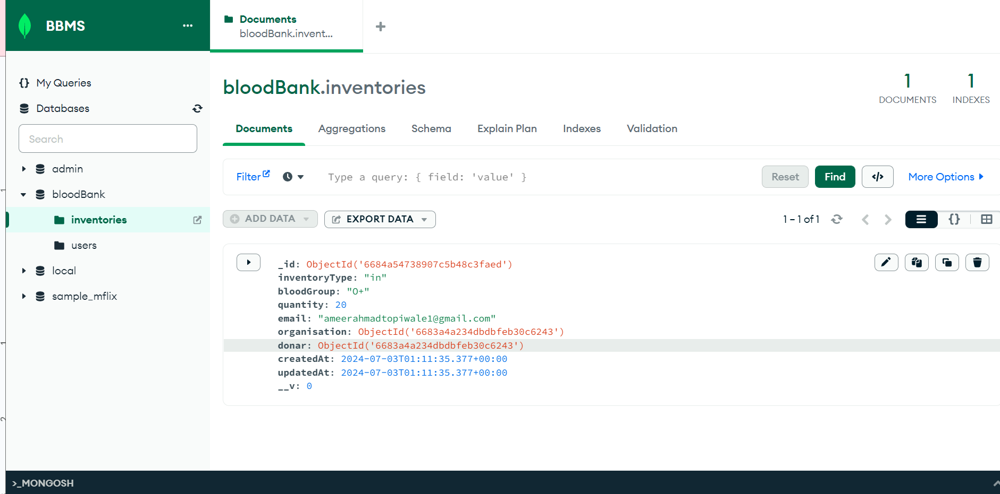 BBMS
Documents
bloodBank.invent...
My Queries
Databases
Search
admin
bloodBank
inventories
users
local
sample_mflix
bloodBank.inventories
1
DOCUMENTS
1
INDEXES
Documents Aggregations Schema Explain Plan Indexes Validation
Filter Type a query: { field: 'value' } Reset Find </> More Options
ADD DATA EXPORT DATA 1 – 1 of 1 {}
_id: ObjectId('6684a54738907c5b48c3faed')
inventoryType: "in"
bloodGroup: "O+"
quantity: 20
email: "ameerahmadtopiwale1@gmail.com"
organisation: ObjectId('6683a4a234dbdbfeb30c6243')
donar: ObjectId('6683a4a234dbdbfeb30c6243')
createdAt: 2024-07-03T01:11:35.377+00:00
updatedAt: 2024-07-03T01:11:35.377+00:00
__v: 0
>_MONGOSH